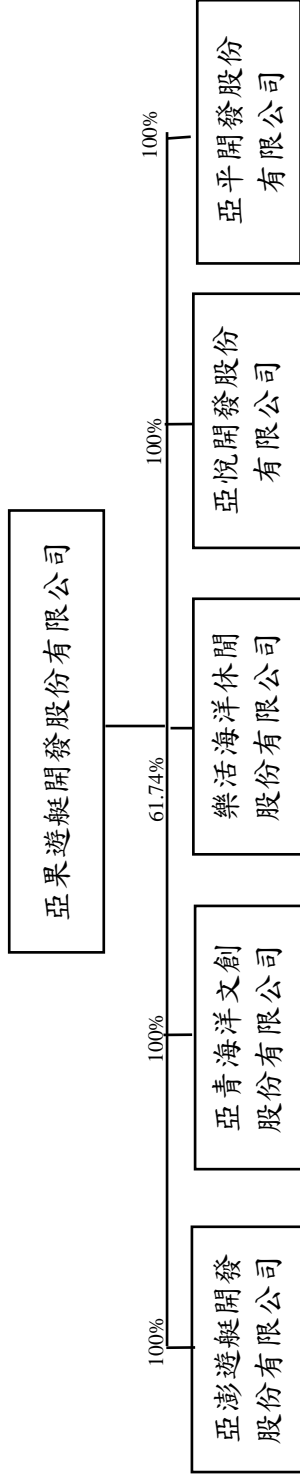 亞果遊艇開發股份有限公司
100%
100%
61.74%
100%
100%
亞澎遊艇開發
股份有限公司
亞青海洋文創
股份有限公司
樂活海洋休閒
股份有限公司
亞悅開發股份
有限公司
亞平開發股份
有限公司